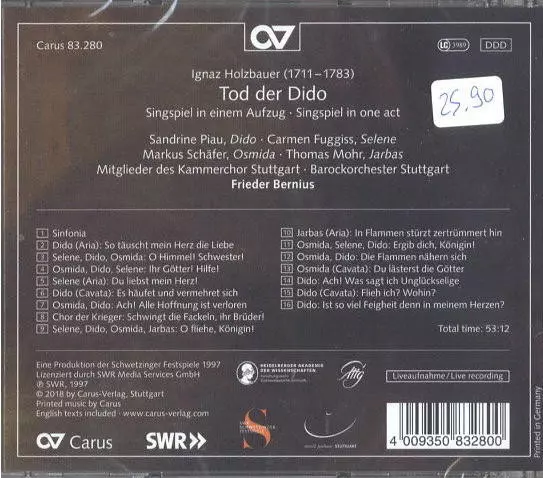 Carus 83.280
LC 3989
DDD
Ignaz Holzbauer (1711–1783)
Tod der Dido
Singspiel in einem Aufzug · Singspiel in one act
25,90
Sandrine Piau, Dido · Carmen Fuggiss, Selene
Markus Schäfer, Osmida · Thomas Mohr, Jarbas
Mitglieder des Kammerchor Stuttgart · Barockorchester Stuttgart
Frieder Bernius
1 Sinfonia
2 Dido (Aria): So täuscht mein Herz die Liebe
3 Selene, Dido, Osmida: O Himmel! Schwester!
4 Osmida, Dido, Selene: Ihr Götter! Hilfe!
5 Selene (Aria): Du liebst mein Herz!
6 Dido (Cavata): Es häufet und vermehret sich
7 Osmida, Dido: Ach! Alle Hoffnung ist verloren
8 Chor der Krieger: Schwingt die Fackeln, ihr Brüder!
9 Selene, Dido, Osmida, Jarbas: O fliehe, Königin!
10 Jarbas (Aria): In Flammen stürzt zertrümmert hin
11 Osmida, Selene, Dido: Ergib dich, Königin!
12 Osmida, Dido: Die Flammen nähern sich
13 Osmida (Cavata): Du lästerst die Götter
14 Dido: Ach! Was sagt ich Unglückselige
15 Dido (Cavata): Flieh ich? Wohin?
16 Dido: Ist so viel Feigheit denn in meinem Herzen?
Total time: 53:12
Eine Produktion der Schwetzinger Festspiele 1997
Lizenziert durch SWR Media Services GmbH
℗ SWR, 1997
© 2018 by Carus-Verlag, Stuttgart
Printed music by Carus
English texts included · www.carus-verlag.com
HEIDELBERGER AKADEMIE
DER WISSENSCHAFTEN
Liveaufnahme / Live recording
Carus
SWR
STUTTGART
4 009350 832800
Printed in Germany